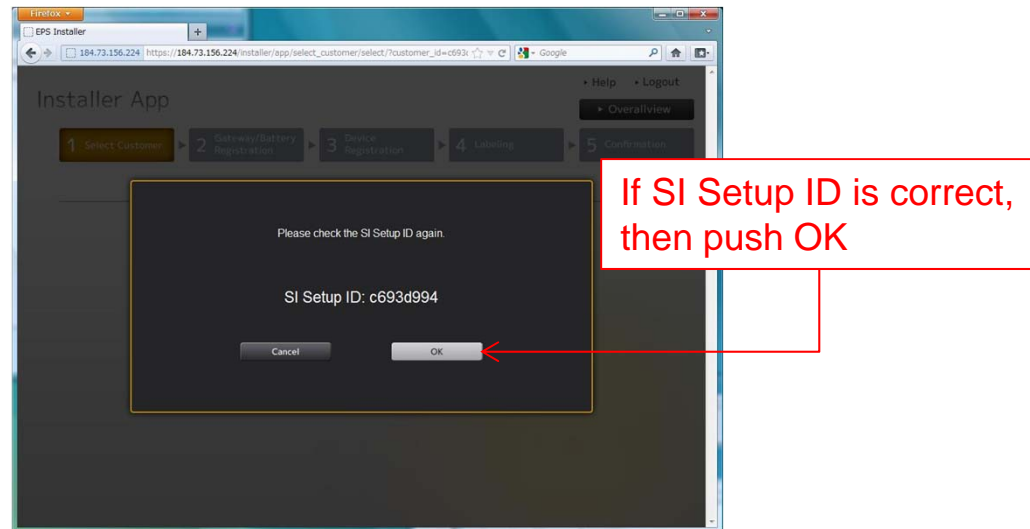 Firefox
EPS Installer
184.73.156.224 https://184.73.156.224/installer/app/select_customer/select/?customer_id=c693 Google
Help Logout
Installer App
Overallview
1 Select Customer 2 Gateway/Battery Registration 3 Device Registration 4 Labeling 5 Confirmation
If SI Setup ID is correct,
then push OK
Please check the SI Setup ID again.
SI Setup ID: c693d994
Cancel OK